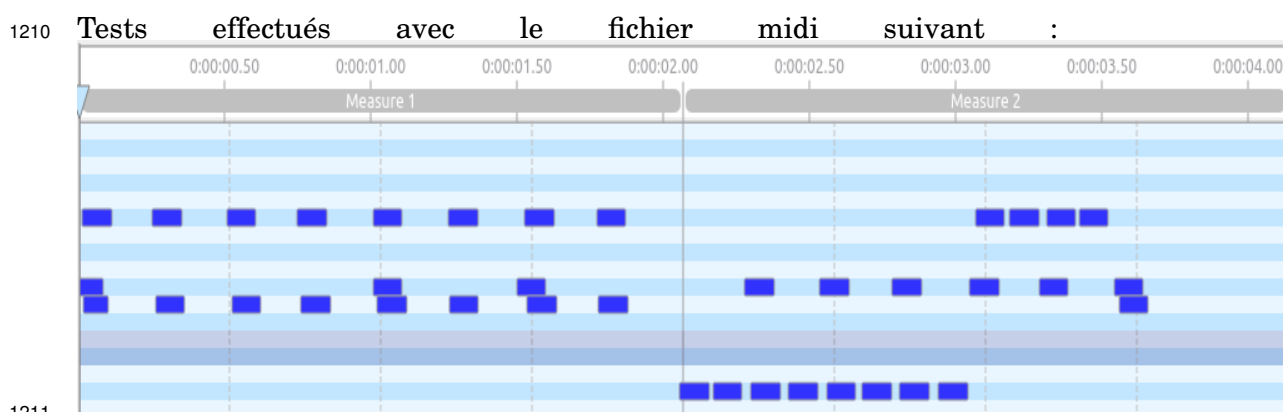 1210 Tests effectués avec le fichier midi suivant :
0:00:00.50 0:00:01.00 0:00:01.50 0:00:02.00 0:00:02.50 0:00:03.00 0:00:03.50 0:00:04.00
Measure 1 Measure 2
1211